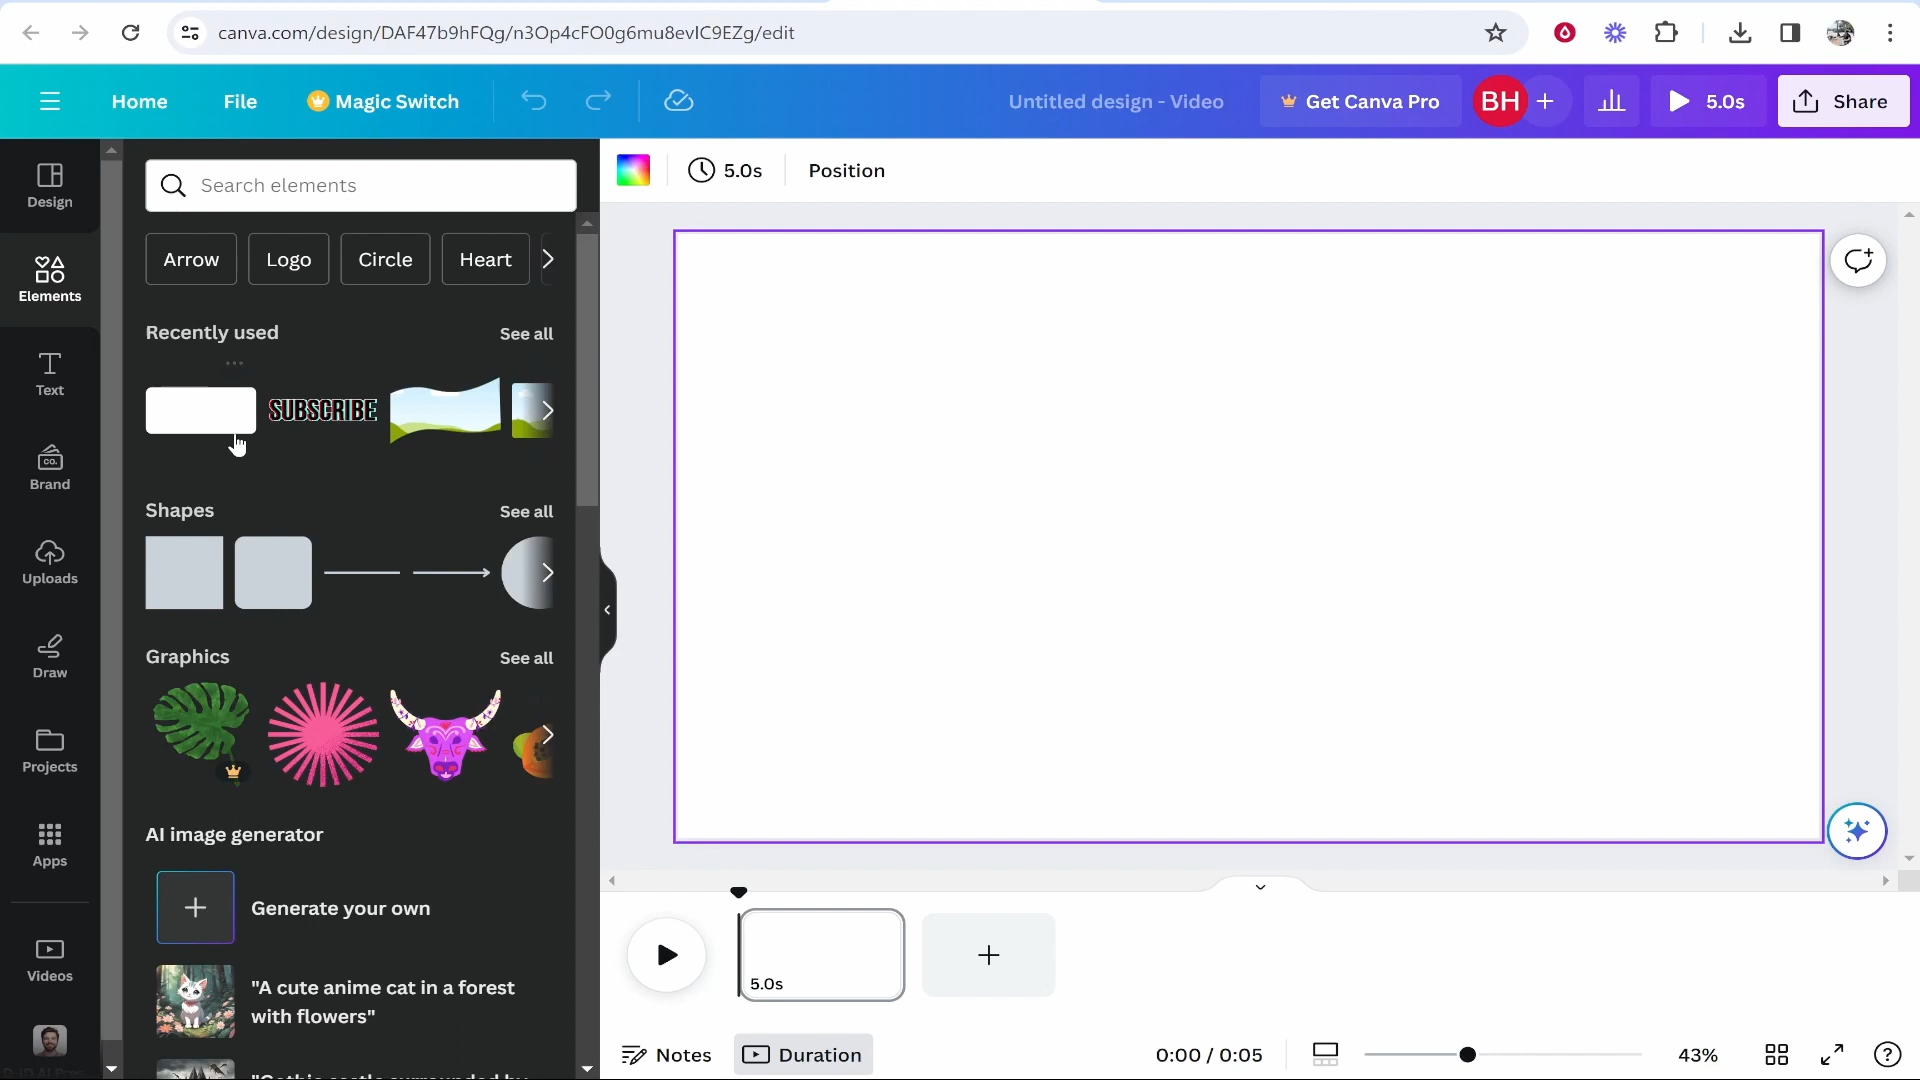 canva.com/design/DAF47b9hFQg/n3Op4cFO0g6mu8evIC9EZg/edit
Home
File
Magic Switch
Untitled design - Video
Get Canva Pro
BH
5.0s
Share
Design
Elements
Text
Brand
CO.
Uploads
Draw
Projects
Apps
Videos
Search elements
Arrow
Logo
Circle
Heart
Recently used
See all
SUBSCRIBE
Shapes
See all
Graphics
See all
AI image generator
Generate your own
"A cute anime cat in a forest
with flowers"
5.0s
Position
5.0s
Notes
Duration
0:00 / 0:05
43%